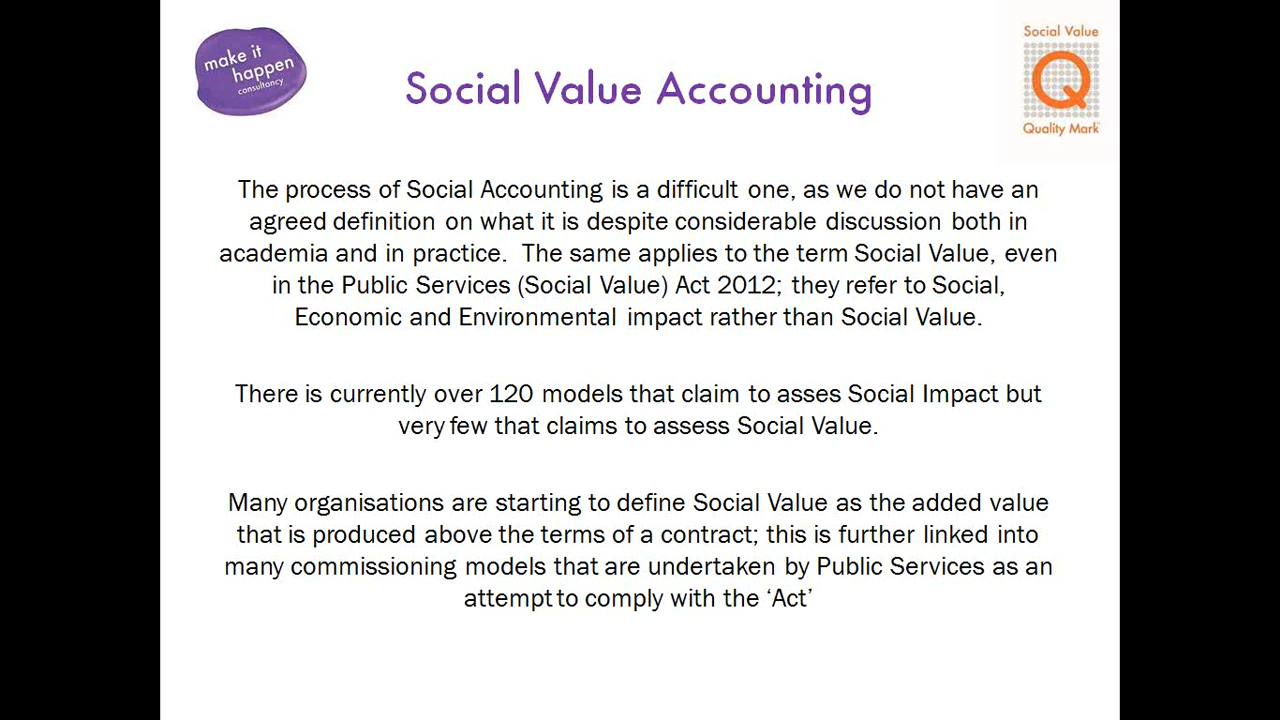 make it
happen
consultancy
Social Value Accounting
Social Value
Q
Quality Mark™
The process of Social Accounting is a difficult one, as we do not have an
agreed definition on what it is despite considerable discussion both in
academia and in practice. The same applies to the term Social Value, even
in the Public Services (Social Value) Act 2012; they refer to Social,
Economic and Environmental impact rather than Social Value.
There is currently over 120 models that claim to asses Social Impact but
very few that claims to assess Social Value.
Many organisations are starting to define Social Value as the added value
that is produced above the terms of a contract; this is further linked into
many commissioning models that are undertaken by Public Services as an
attempt to comply with the ‘Act’